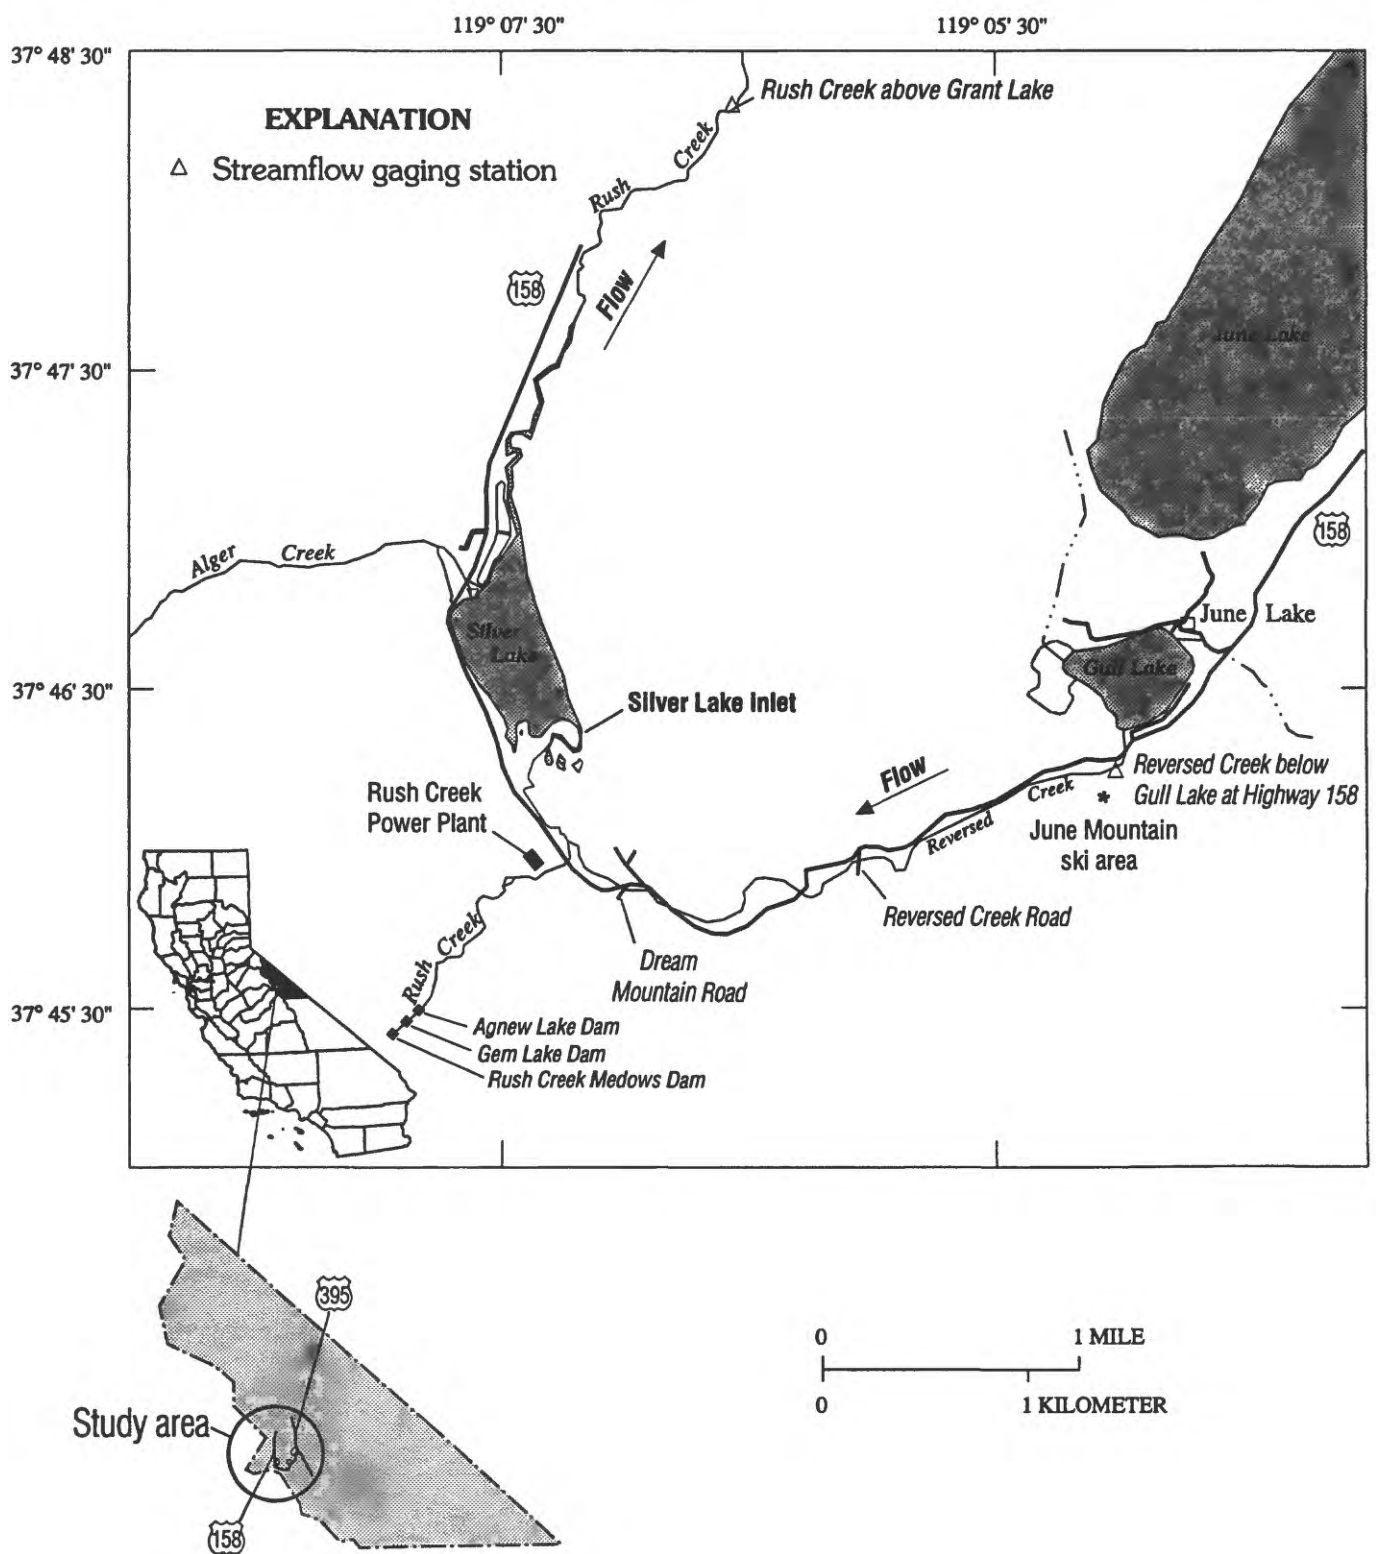 119° 07' 30"
119° 05' 30"
37° 48' 30"
Rush Creek above Grant Lake
EXPLANATION
Streamflow gaging station
Rush Creek
158
Flow
June Lake
37° 47' 30"
158
Alger Creek
Silver
Lake
June Lake
Gull Lake
37° 46' 30"
Silver Lake Inlet
Flow
Reversed Creek below
Gull Lake at Highway 158
*
Rush Creek
Power Plant
Reversed Creek
June Mountain
ski area
Reversed Creek Road
Rush Creek
Dream
Mountain Road
37° 45' 30"
Agnew Lake Dam
Gem Lake Dam
Rush Creek Medows Dam
395
0 1 MILE
0 1 KILOMETER
Study area
158